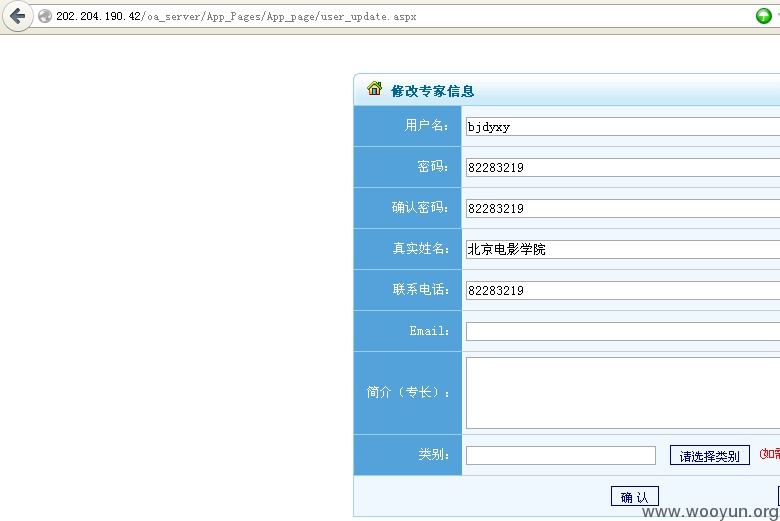 202.204.190.42/oa_server/App_Pages/App_page/user_update.aspx
修改专家信息
用户名: bjdyxy
密码: 82283219
确认密码: 82283219
真实姓名: 北京电影学院
联系电话: 82283219
Email:
简介（专长）:
类别: 请选择类别 (如需
确 认
www.wooyun.org